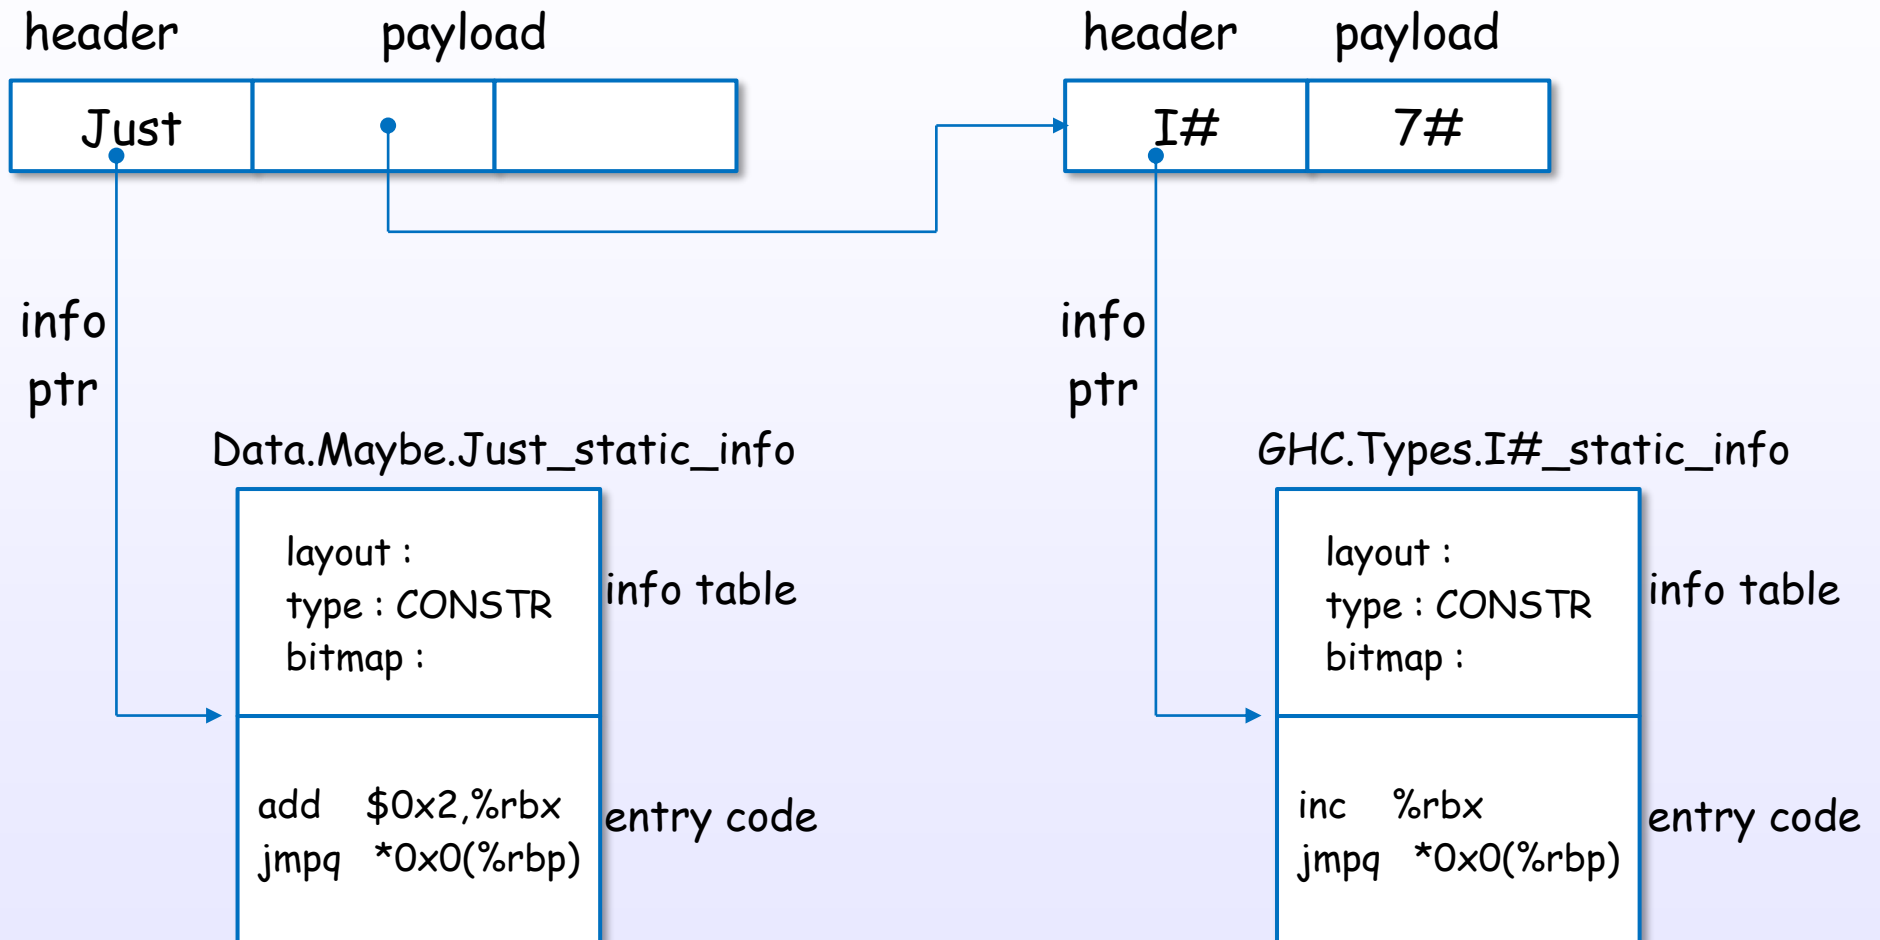 header payload
Just
info
ptr
Data.Maybe.Just_static_info
layout :
type : CONSTR
bitmap :
info table
add $0x2,%rbx
jmpq *0x0(%rbp)
entry code
header payload
I# 7#
info
ptr
GHC.Types.I#_static_info
layout :
type : CONSTR
bitmap :
info table
inc %rbx
jmpq *0x0(%rbp)
entry code